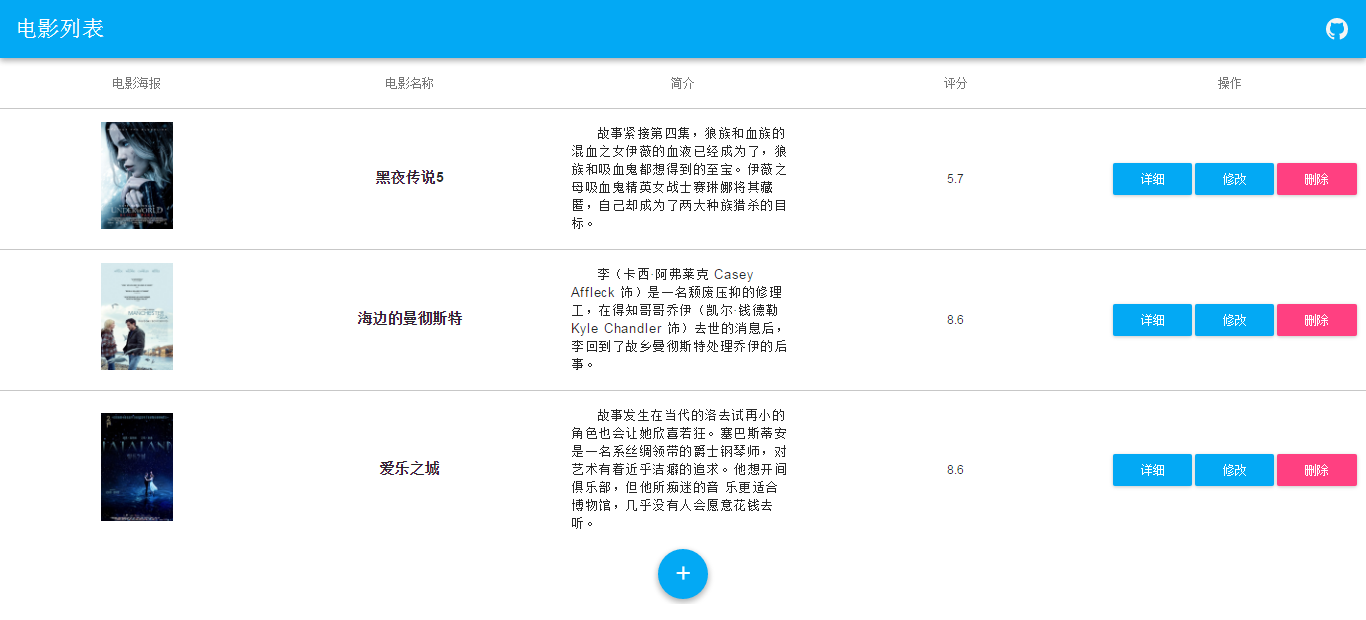 电影列表
电影海报 电影名称 简介 评分 操作
UNDERWORLD
黑夜传说5
故事紧接第四集，狼族和血族的
混血之女伊薇的血液已经成为了，狼
族和吸血鬼都想得到的至宝。伊薇之
母吸血鬼精英女战士赛琳娜将其藏
匿，自己却成为了两大种族猎杀的目
标。
5.7
详细 修改 删除
MANCHESTER
海边的曼彻斯特
李（卡西·阿弗莱克 Casey
Affleck 饰）是一名颓废压抑的修理
工，在得知哥哥乔伊（凯尔·钱德勒
Kyle Chandler 饰）去世的消息后，
李回到了故乡曼彻斯特处理乔伊的后
事。
8.6
详细 修改 删除
LALALAND
爱乐之城
故事发生在当代的洛去试再小的
角色也会让她欣喜若狂。塞巴斯蒂安
是一名系丝绸领带的爵士钢琴师，对
艺术有着近乎洁癖的追求。他想开间
俱乐部，但他所痴迷的音 乐更适合
博物馆，几乎没有人会愿意花钱去
听。
8.6
详细 修改 删除
+